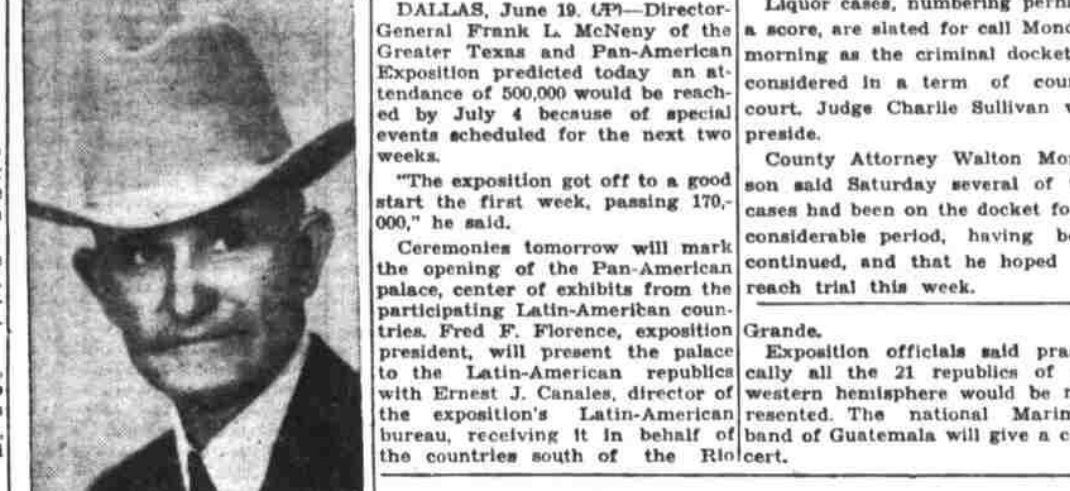 DALLAS, June 19. (AP)—Director-
General Frank L. McNeny of the
Greater Texas and Pan-American
Exposition predicted today an at-
tendance of 500,000 would be reach-
ed by July 4 because of special
events scheduled for the next two
weeks.
"The exposition got off to a good
start the first week, passing 170,-
000," he said.
Ceremonies tomorrow will mark
the opening of the Pan-American
palace, center of exhibits from the
participating Latin-American coun-
tries. Fred F. Florence, exposition
president, will present the palace
to the Latin-American republics
with Ernest J. Canales, director of
the exposition's Latin-American
bureau, receiving it in behalf of
the countries south of the Rio
Liquor cases, numbering
a score, are slated for call
morning as the criminal docket
considered in a term of
court. Judge Charlie Sullivan
preside.
County Attorney Walton
son said Saturday several of
cases had been on the docket
considerable period, having
continued, and that he hoped
reach trial this week.
Grande.
Exposition officials said
cally all the 21 republics of
western hemisphere would be
resented. The national
band of Guatemala will give a
cert.